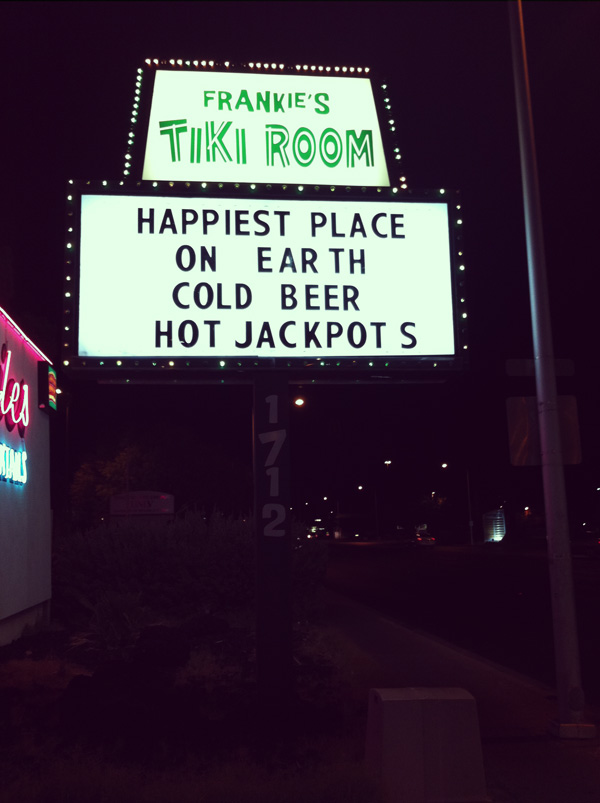 FRANKIE'S
TIKI ROOM
HAPPIEST PLACE
ON EARTH
COLD BEER
HOT JACKPOTS
1712